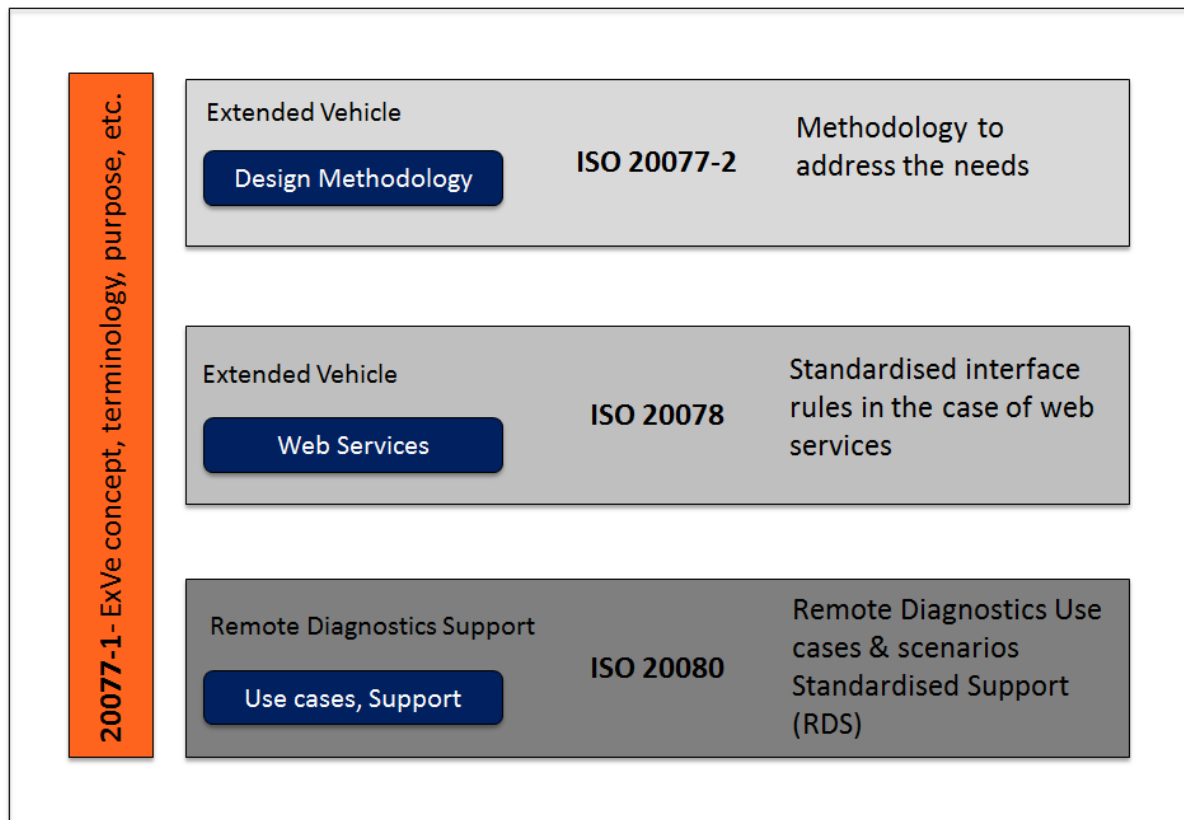 20077-1- ExVe concept, terminology, purpose, etc.
Extended Vehicle
Design Methodology
ISO 20077-2
Methodology to
address the needs
Extended Vehicle
Web Services
ISO 20078
Standardised interface
rules in the case of web
services
Remote Diagnostics Support
Use cases, Support
ISO 20080
Remote Diagnostics Use
cases & scenarios
Standardised Support
(RDS)